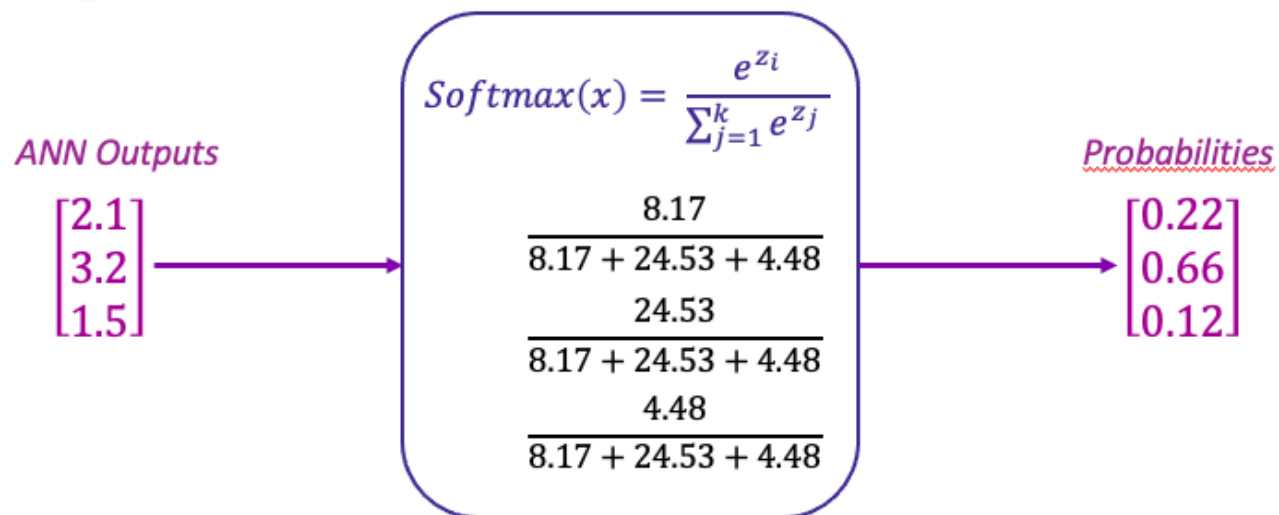 Softmax(x) = e^{z_i} / ∑_{j=1}^{k} e^{z_j}
ANN Outputs
[2.1]
[3.2]
[1.5]
8.17
8.17 + 24.53 + 4.48
24.53
8.17 + 24.53 + 4.48
4.48
8.17 + 24.53 + 4.48
Probabilities
[0.22]
[0.66]
[0.12]